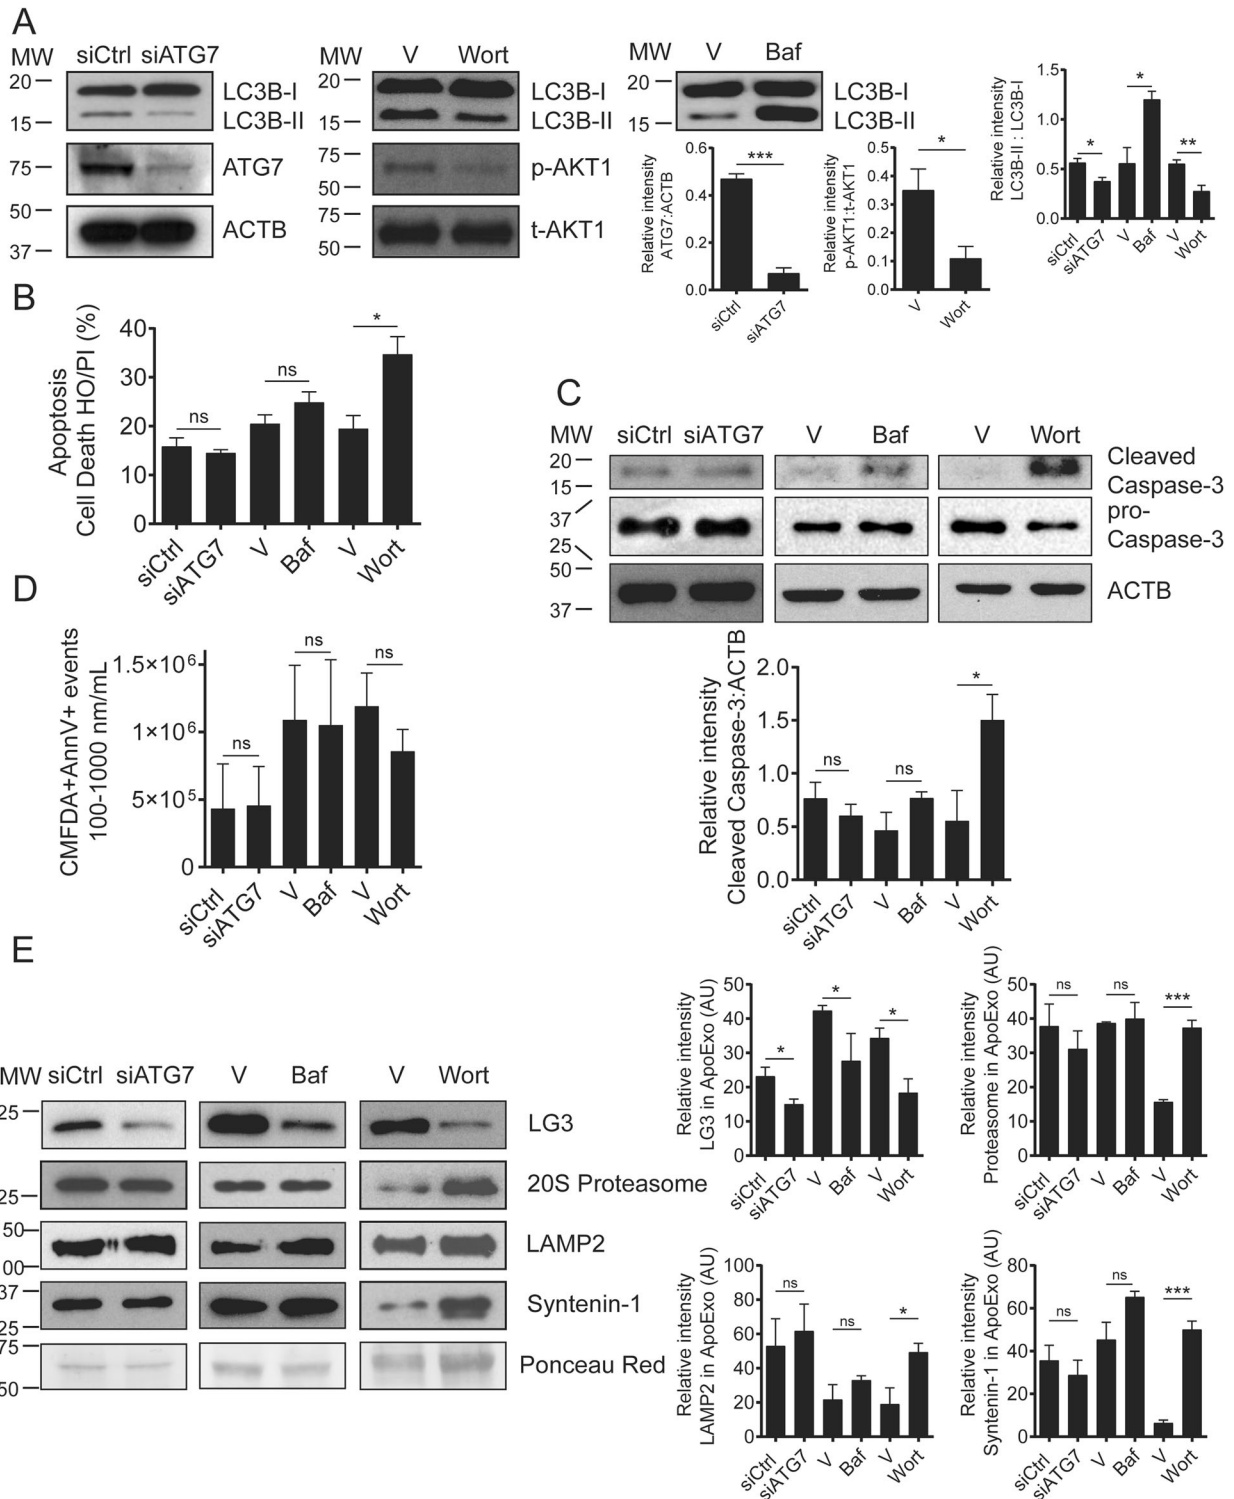 A
MW siCtrl siATG7
20
15
75
50
37
LC3B-I
LC3B-II
ATG7
ACTB
MW V Wort
20
15
75
75
50
LC3B-I
LC3B-II
p-AKT1
t-AKT1
MW V Baf
20
15
LC3B-I
LC3B-II
Relative intensity
ATG7:ACTB
0.6
0.4
0.2
0.0
***
siCtrl
siATG7
Relative intensity
p-AKT1:t-AKT1
0.5
0.4
0.3
0.2
0.1
0.0
*
V
Wort
Relative intensity
LC3B-II : LC3B-I
1.5
1.0
0.5
0.0
* * **
siCtrl
siATG7
V
Baf
V
Wort
B
Apoptosis
Cell Death HO/PI (%)
40
30
20
10
0
ns ns *
siCtrl
siATG7
V
Baf
V
Wort
C
MW siCtrl siATG7 V Baf V Wort
20
15
37
25
50
37
Cleaved
Caspase-3
pro-
Caspase-3
ACTB
Relative intensity
Cleaved Caspase-3:ACTB
2.0
1.5
1.0
0.5
0.0
ns ns *
siCtrl
siATG7
V
Baf
V
Wort
D
CMFDA+AnnV+ events
100-1000 nm/mL
1.5×10⁶
1×10⁶
5×10⁵
0
ns ns ns
siCtrl
siATG7
V
Baf
V
Wort
E
MW siCtrl siATG7 V Baf V Wort
25
25
50
00
37
25
75
50
LG3
20S Proteasome
LAMP2
Syntenin-1
Ponceau Red
Relative intensity
LG3 in ApoExo (AU)
50
40
30
20
10
0
* * *
siCtrl
siATG7
V
Baf
V
Wort
Relative intensity
Proteasome in ApoExo (AU)
50
40
30
20
10
0
ns ns ***
siCtrl
siATG7
V
Baf
V
Wort
Relative intensity
LAMP2 in ApoExo (AU)
100
80
60
40
20
0
ns ns *
siCtrl
siATG7
V
Baf
V
Wort
Relative intensity
Syntenin-1 in ApoExo (AU)
80
60
40
20
0
ns ns ***
siCtrl
siATG7
V
Baf
V
Wort